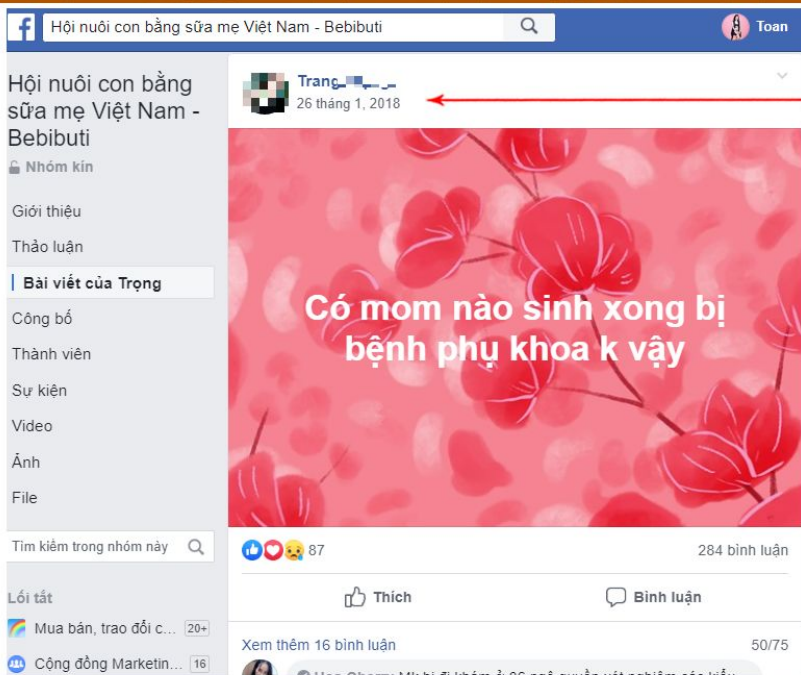 Hội nuôi con bằng sữa mẹ Việt Nam - Bebibuti
Toan
Hội nuôi con bằng
sữa mẹ Việt Nam -
Bebibuti
Nhóm kín
Giới thiệu
Thảo luận
Bài viết của Trọng
Công bố
Thành viên
Sự kiện
Video
Ảnh
File
Tìm kiếm trong nhóm này
Lối tắt
Mua bán, trao đổi c... 20+
Cộng đồng Marketin... 16
Trang
26 tháng 1, 2018
Có mom nào sinh xong bị
bệnh phụ khoa k vậy
87
284 bình luận
Thích
Bình luận
Xem thêm 16 bình luận
50/75